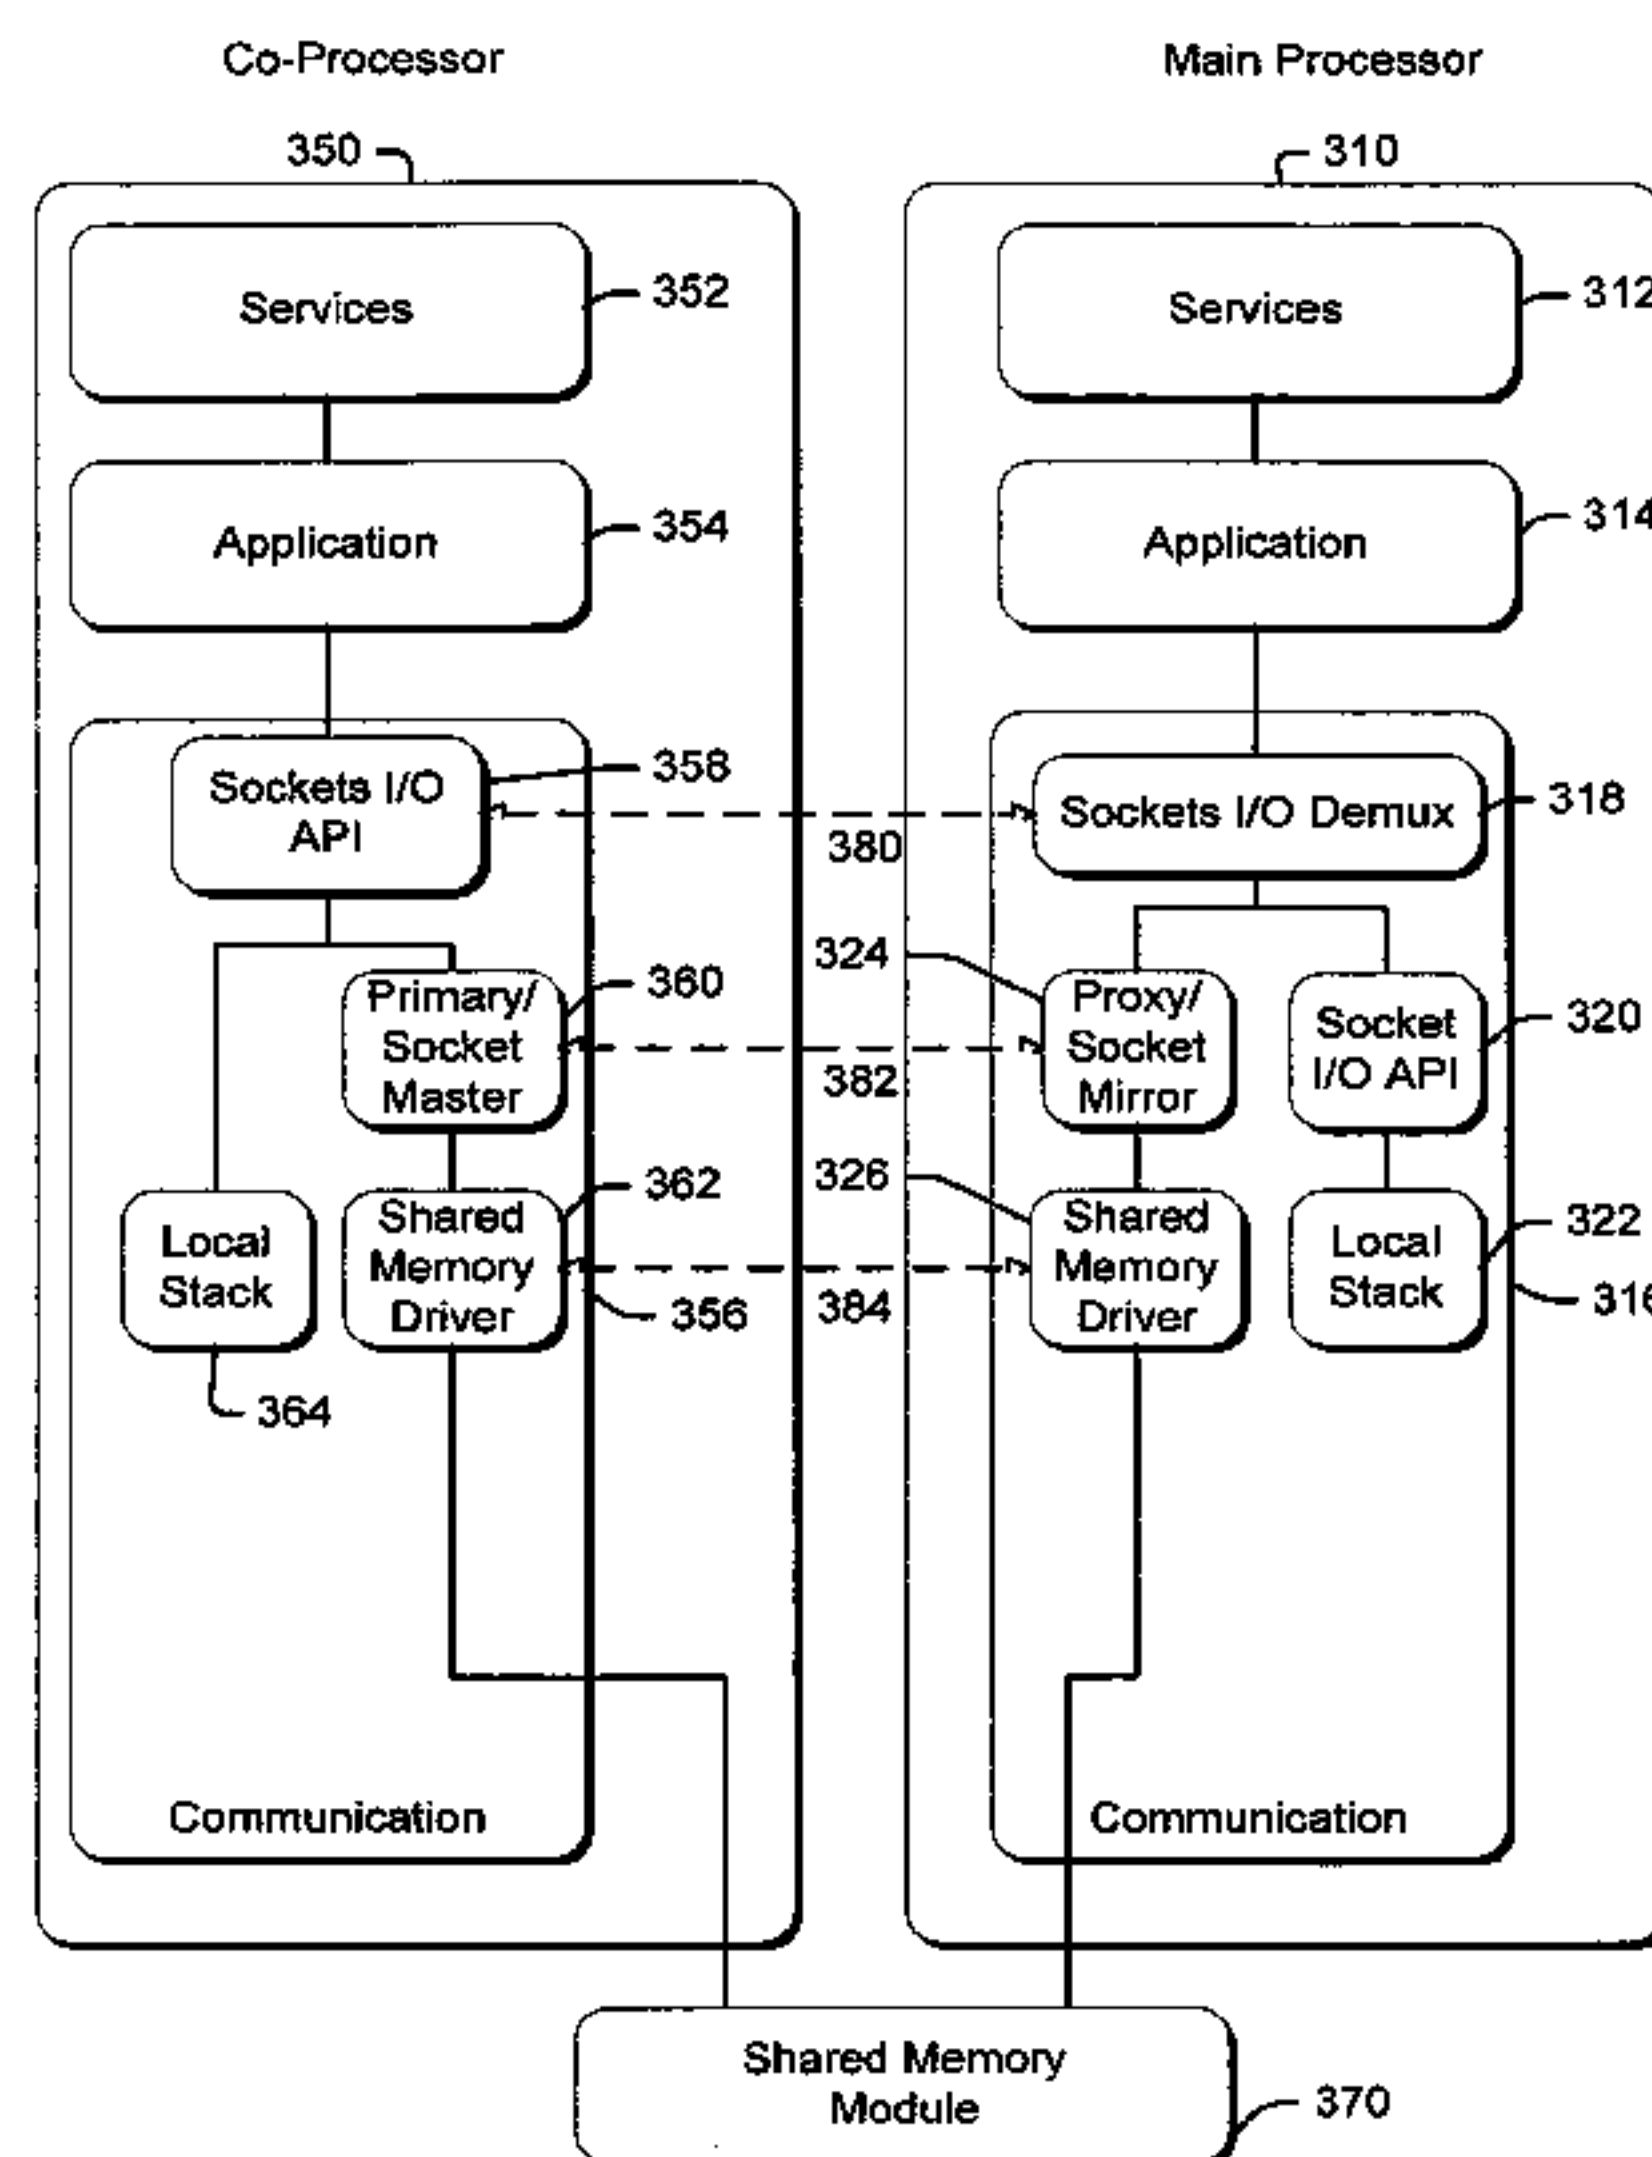 Co-Processor
Main Processor
350
310
Services
352
Services
312
Application
354
Application
314
Sockets I/O
API
358
380
Sockets I/O Demux
318
Primary/
Socket
Master
360
382
324
Proxy/
Socket
Mirror
Socket
I/O API
320
Local
Stack
364
Shared
Memory
Driver
362
356
384
326
Shared
Memory
Driver
Local
Stack
322
316
Communication
Communication
Shared Memory
Module
370